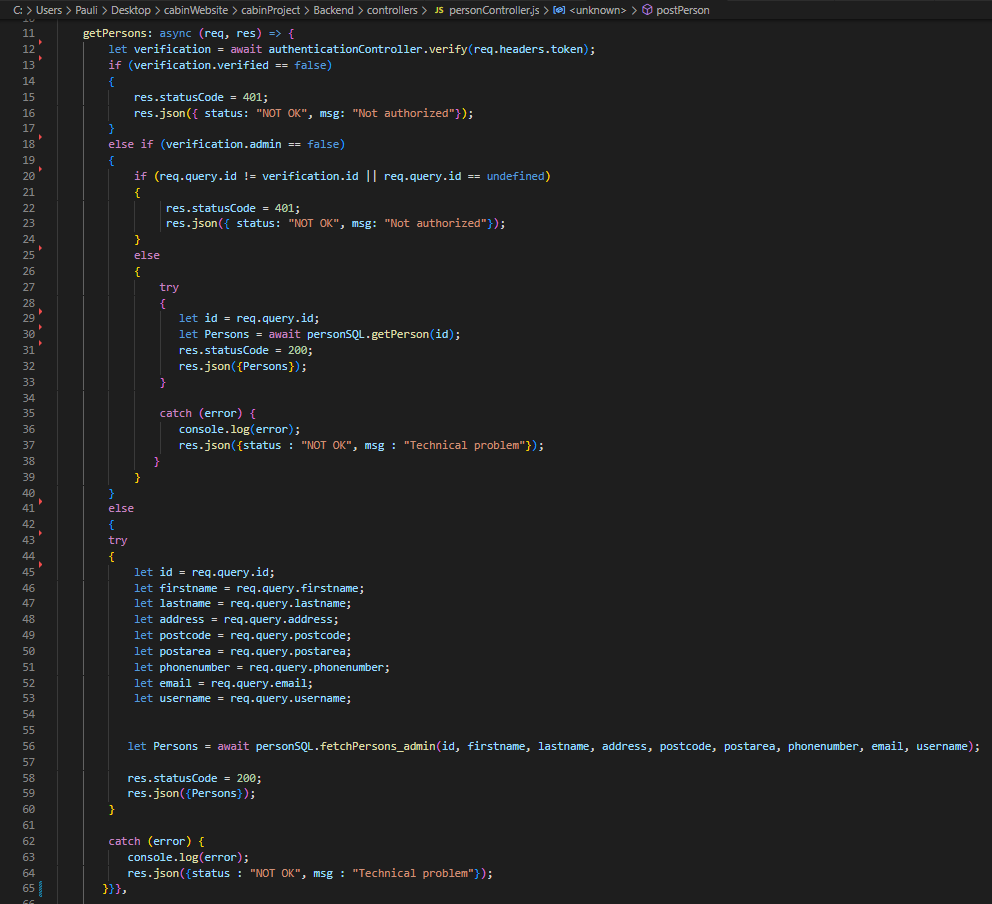 C: > Users > Pauli > Desktop > cabinWebsite > cabinProject > Backend > controllers > JS personController.js > <unknown> > postPerson
11 getPersons: async (req, res) => {
12 let verification = await authenticationController.verify(req.headers.token);
13 if (verification.verified == false)
14 {
15 res.statusCode = 401;
16 res.json({ status: "NOT OK", msg: "Not authorized"});
17 }
18 else if (verification.admin == false)
19 {
20 if (req.query.id != verification.id || req.query.id == undefined)
21 {
22 res.statusCode = 401;
23 res.json({ status: "NOT OK", msg: "Not authorized"});
24 }
25 else
26 {
27 try
28 {
29 let id = req.query.id;
30 let Persons = await personSQL.getPerson(id);
31 res.statusCode = 200;
32 res.json({Persons});
33 }
34
35 catch (error) {
36 console.log(error);
37 res.json({status : "NOT OK", msg : "Technical problem"});
38 }
39 }
40 }
41 else
42 {
43 try
44 {
45 let id = req.query.id;
46 let firstname = req.query.firstname;
47 let lastname = req.query.lastname;
48 let address = req.query.address;
49 let postcode = req.query.postcode;
50 let postarea = req.query.postarea;
51 let phonenumber = req.query.phonenumber;
52 let email = req.query.email;
53 let username = req.query.username;
54
55
56 let Persons = await personSQL.fetchPersons_admin(id, firstname, lastname, address, postcode, postarea, phonenumber, email, username);
57
58 res.statusCode = 200;
59 res.json({Persons});
60 }
61
62 catch (error) {
63 console.log(error);
64 res.json({status : "NOT OK", msg : "Technical problem"});
65 }}},